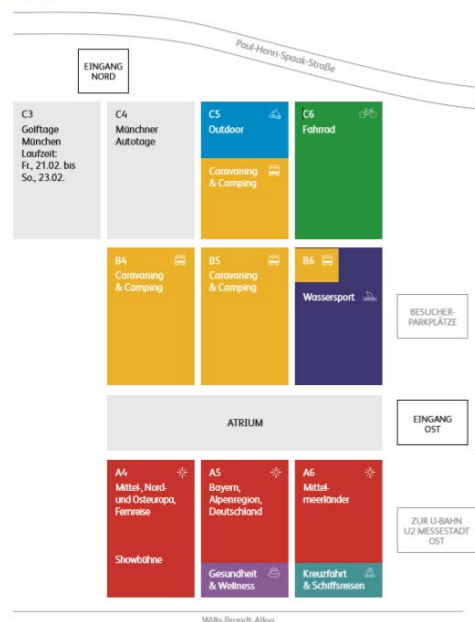 Paul-Henri-Spaak-Straße
EINGANG
NORD
C3
Golftage
München
Laufzeit:
Fr., 21.02. bis
So., 23.02.
C4
Münchner
Autotage
C5
Outdoor
Caravaning
& Camping
C6
Fahrrad
B4
Caravaning
& Camping
B5
Caravaning
& Camping
B6
Wassersport
BESUCHER-
PARKPLÄTZE
ATRIUM
EINGANG
OST
A4
Mittel-, Nord-
und Osteuropa,
Fernreise
Showbühne
A5
Bayern,
Alpenregion,
Deutschland
Gesundheit
& Wellness
A6
Mittel-
meerländer
Kreuzfahrt
& Schiffsreisen
ZUR U-BAHN
U2 MESSESTADT
OST
Willy-Brandt-Allee